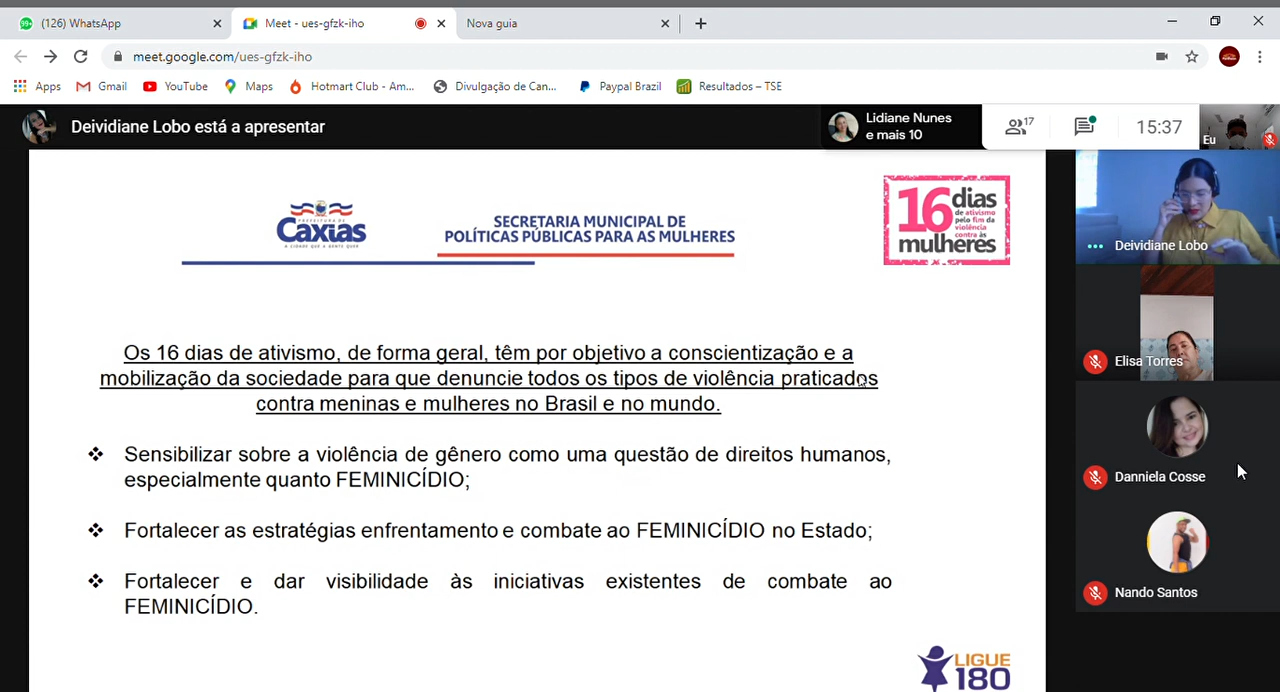 (126) WhatsApp
Meet - ues-gfzk-iho
Nova guia
meet.google.com/ues-gfzk-iho
Apps
Gmail
YouTube
Maps
Hotmart Club - Am...
Divulgação de Can...
Paypal Brazil
Resultados – TSE
Deividiane Lobo está a apresentar
Lidiane Nunes
e mais 10
17
15:37
Eu
PREFEITURA DE
Caxias
A CIDADE QUE A GENTE QUER
SECRETARIA MUNICIPAL DE
POLÍTICAS PÚBLICAS PARA AS MULHERES
16 dias
de ativismo
pelo fim da
violência
contra às
mulheres
Deividiane Lobo
Elisa Torres
Danniela Cosse
Nando Santos
Os 16 dias de ativismo, de forma geral, têm por objetivo a conscientização e a
mobilização da sociedade para que denuncie todos os tipos de violência praticados
contra meninas e mulheres no Brasil e no mundo.
❖ Sensibilizar sobre a violência de gênero como uma questão de direitos humanos,
especialmente quanto FEMINICÍDIO;
❖ Fortalecer as estratégias enfrentamento e combate ao FEMINICÍDIO no Estado;
❖ Fortalecer e dar visibilidade às iniciativas existentes de combate ao
FEMINICÍDIO.
LIGUE
180